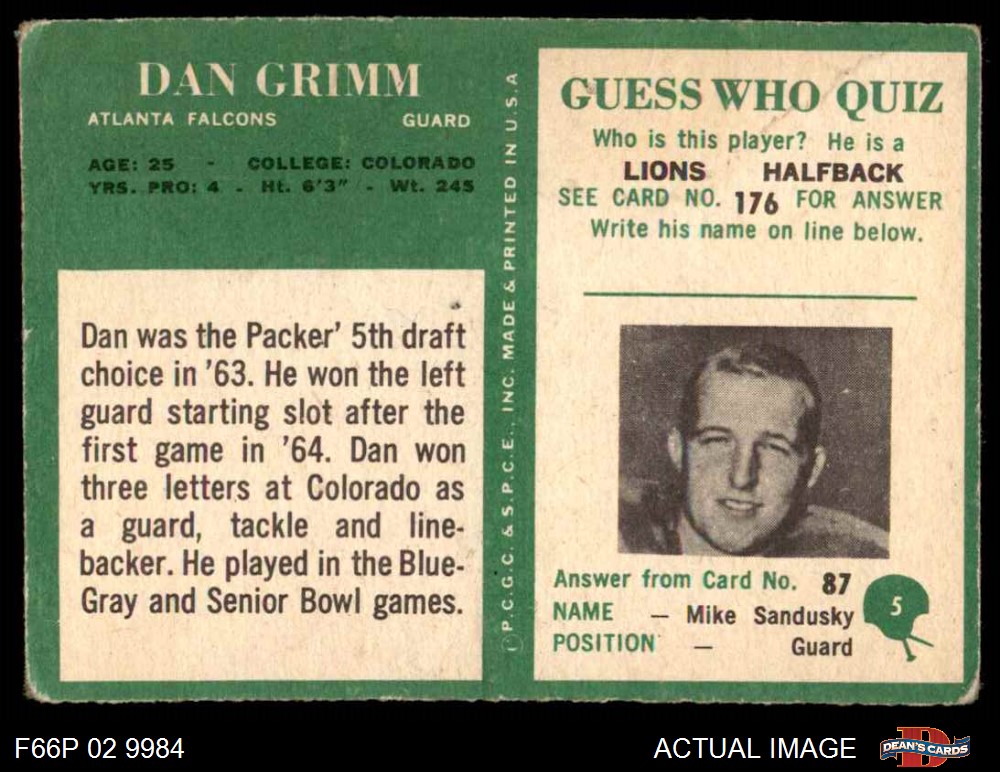 DAN GRIMM
ATLANTA FALCONS GUARD
AGE: 25 - COLLEGE: COLORADO
YRS. PRO: 4 - Ht. 6'3" - Wt. 245
Dan was the Packer' 5th draft
choice in '63. He won the left
guard starting slot after the
first game in '64. Dan won
three letters at Colorado as
a guard, tackle and line-
backer. He played in the Blue-
Gray and Senior Bowl games.
P.C.G.C. & S.P.C.E., INC. MADE & PRINTED IN U.S.A
GUESS WHO QUIZ
Who is this player? He is a
LIONS HALFBACK
SEE CARD NO. 176 FOR ANSWER
Write his name on line below.
Answer from Card No. 87
NAME — Mike Sandusky
POSITION — Guard
5
F66P 02 9984
ACTUAL IMAGE
D
DEAN'S CARDS